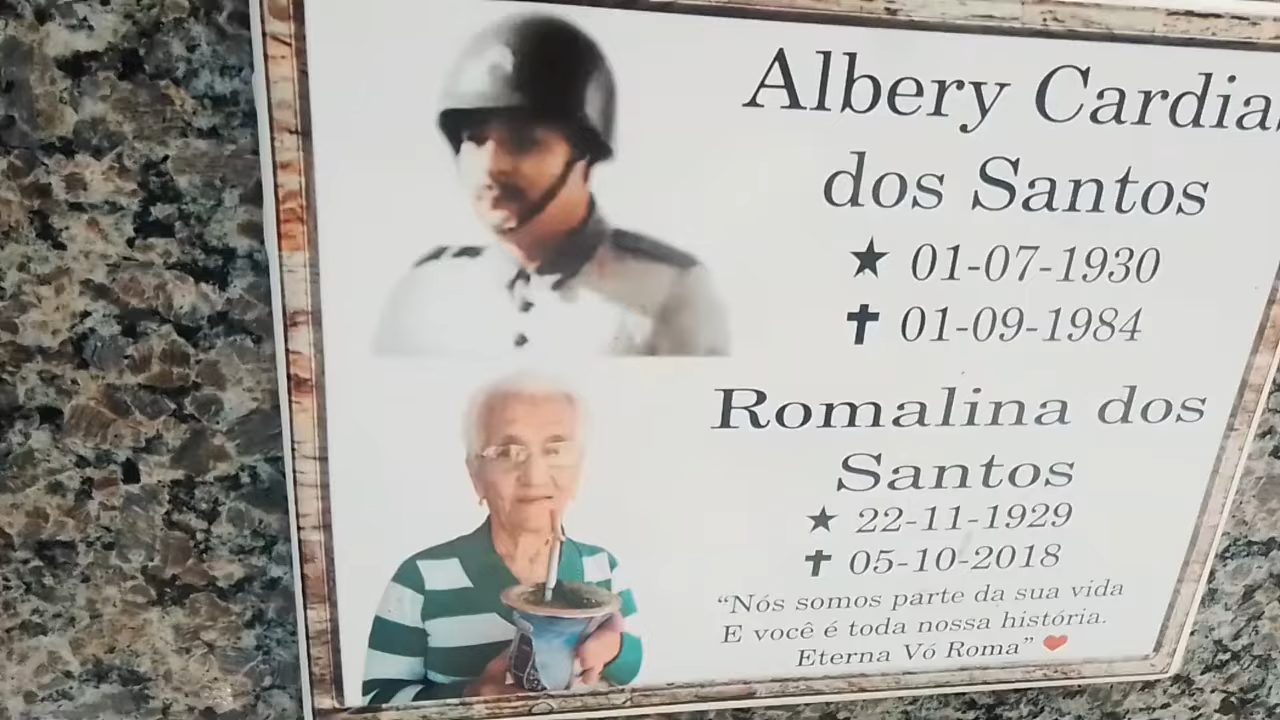 Albery Cardia
dos Santos
★ 01-07-1930
✝ 01-09-1984
Romalina dos
Santos
★ 22-11-1929
✝ 05-10-2018
“Nós somos parte da sua vida
E você é toda nossa história.
Eterna Vó Roma” ❤